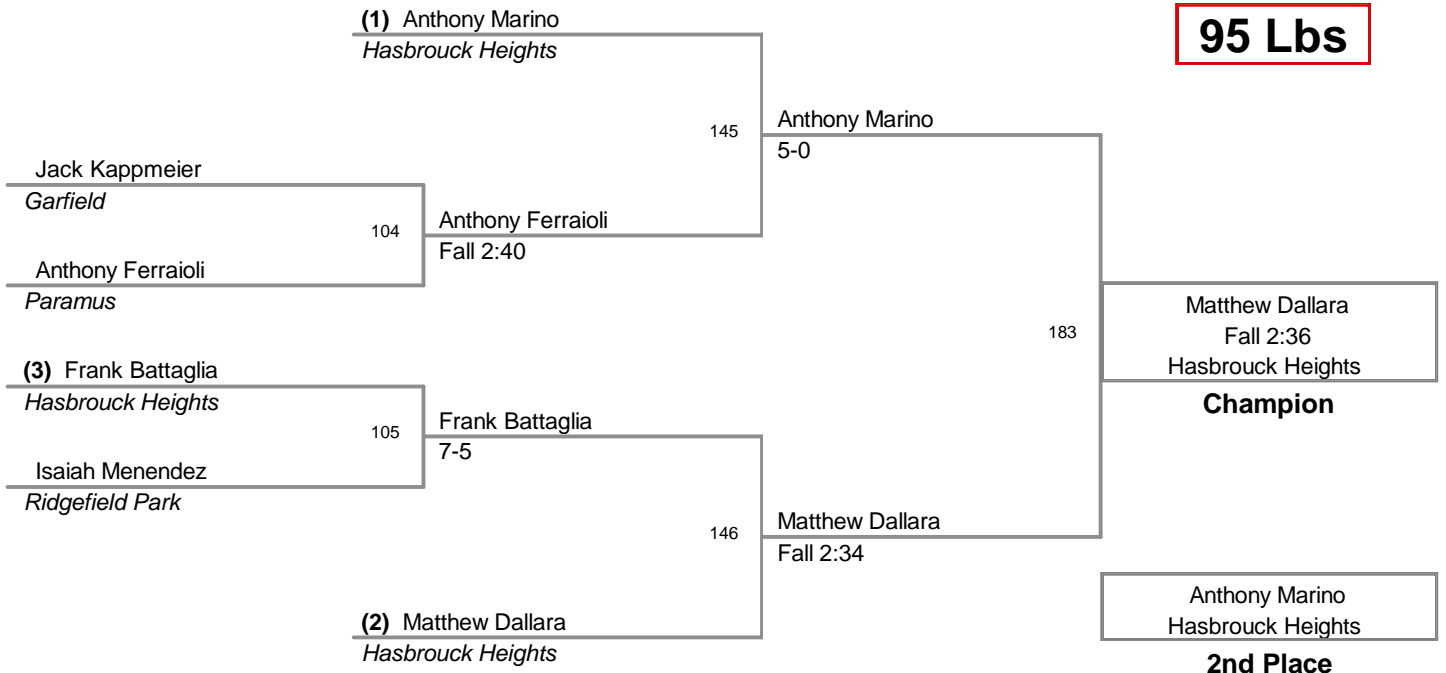 (1) Anthony Marino
Hasbrouck Heights
95 Lbs
145
Anthony Marino
5-0
Jack Kappmeier
Garfield
104
Anthony Ferraioli
Fall 2:40
Anthony Ferraioli
Paramus
183
Matthew Dallara
Fall 2:36
Hasbrouck Heights
Champion
(3) Frank Battaglia
Hasbrouck Heights
105
Frank Battaglia
7-5
Isaiah Menendez
Ridgefield Park
146
Matthew Dallara
Fall 2:34
(2) Matthew Dallara
Hasbrouck Heights
Anthony Marino
Hasbrouck Heights
2nd Place